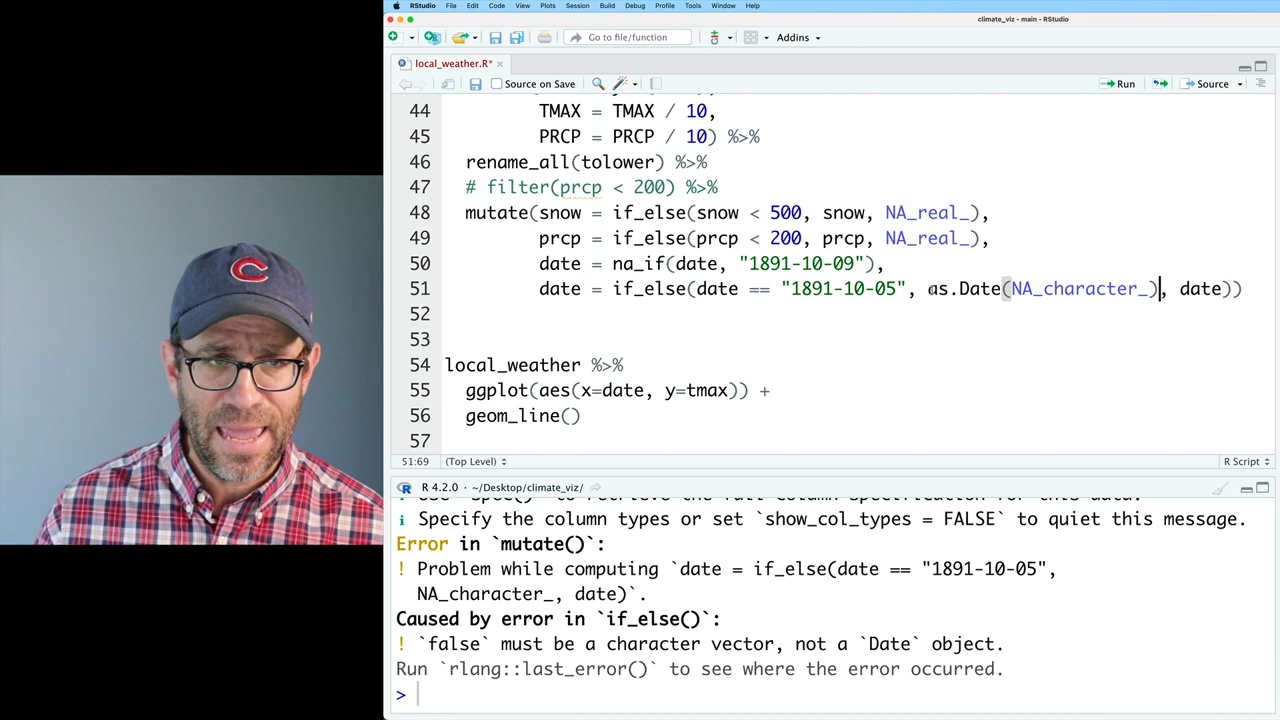 RStudio File Edit Code View Plots Session Build Debug Profile Tools Window Help
climate_viz - main - RStudio
Go to file/function Addins
local_weather.R*
Source on Save Run Source
44 TMAX = TMAX / 10,
45 PRCP = PRCP / 10) %>%
46 rename_all(tolower) %>%
47 # filter(prcp < 200) %>%
48 mutate(snow = if_else(snow < 500, snow, NA_real_),
49 prcp = if_else(prcp < 200, prcp, NA_real_),
50 date = na_if(date, "1891-10-09"),
51 date = if_else(date == "1891-10-05", as.Date(NA_character_), date))
52
53
54 local_weather %>%
55 ggplot(aes(x=date, y=tmax)) +
56 geom_line()
57
51:69 (Top Level) R Script
R 4.2.0 · ~/Desktop/climate_viz/
i Specify the column types or set `show_col_types = FALSE` to quiet this message.
Error in `mutate()`:
! Problem while computing `date = if_else(date == "1891-10-05",
NA_character_, date)`.
Caused by error in `if_else()`:
! `false` must be a character vector, not a `Date` object.
Run `rlang::last_error()` to see where the error occurred.
>